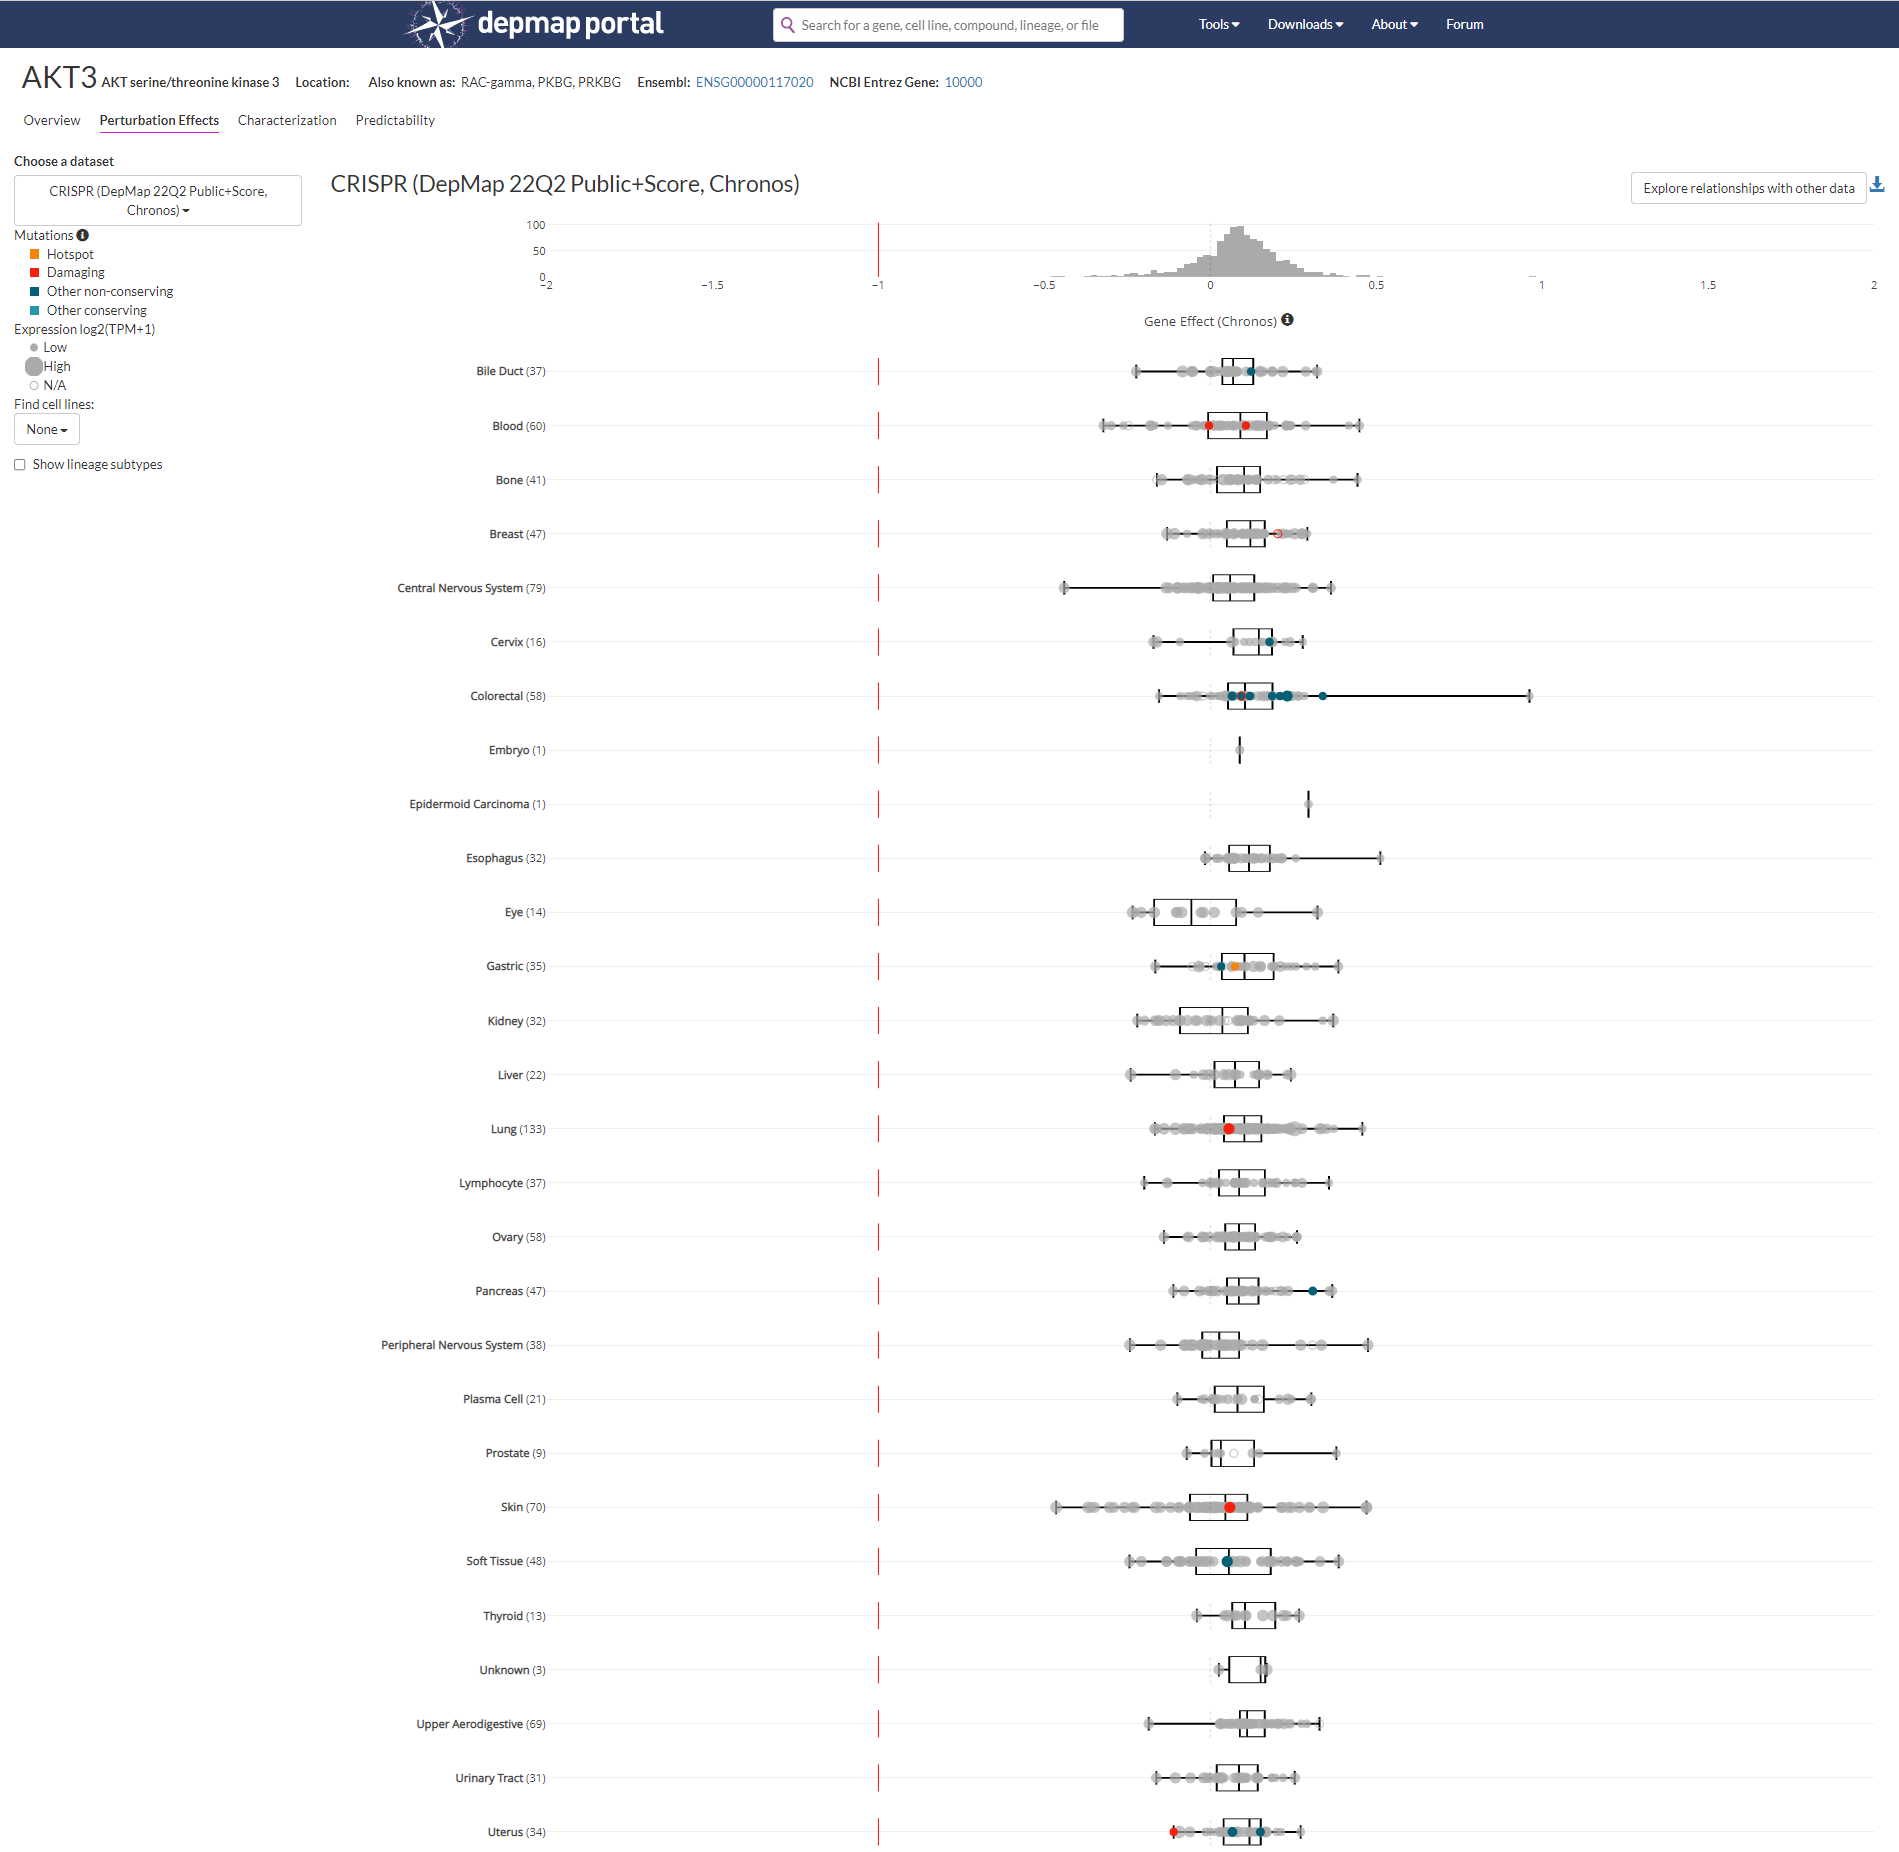 depmap portal
Search for a gene, cell line, compound, lineage, or file
Tools Downloads About Forum
AKT3 AKT serine/threonine kinase 3 Location: Also known as: RAC-gamma, PKBG, PRKBG Ensembl: ENSG00000117020 NCBI Entrez Gene: 10000
Overview Perturbation Effects Characterization Predictability
Choose a dataset
CRISPR (DepMap 22Q2 Public+Score,
Chronos)
Mutations
Hotspot
Damaging
Other non-conserving
Other conserving
Expression log2(TPM+1)
Low
High
N/A
Find cell lines:
None
Show lineage subtypes
CRISPR (DepMap 22Q2 Public+Score, Chronos)
Explore relationships with other data
100
50
0
−2 −1.5 −1 −0.5 0 0.5 1 1.5 2
Gene Effect (Chronos)
Bile Duct (37)
Blood (60)
Bone (41)
Breast (47)
Central Nervous System (79)
Cervix (16)
Colorectal (58)
Embryo (1)
Epidermoid Carcinoma (1)
Esophagus (32)
Eye (14)
Gastric (35)
Kidney (32)
Liver (22)
Lung (133)
Lymphocyte (37)
Ovary (58)
Pancreas (47)
Peripheral Nervous System (38)
Plasma Cell (21)
Prostate (9)
Skin (70)
Soft Tissue (48)
Thyroid (13)
Unknown (3)
Upper Aerodigestive (69)
Urinary Tract (31)
Uterus (34)